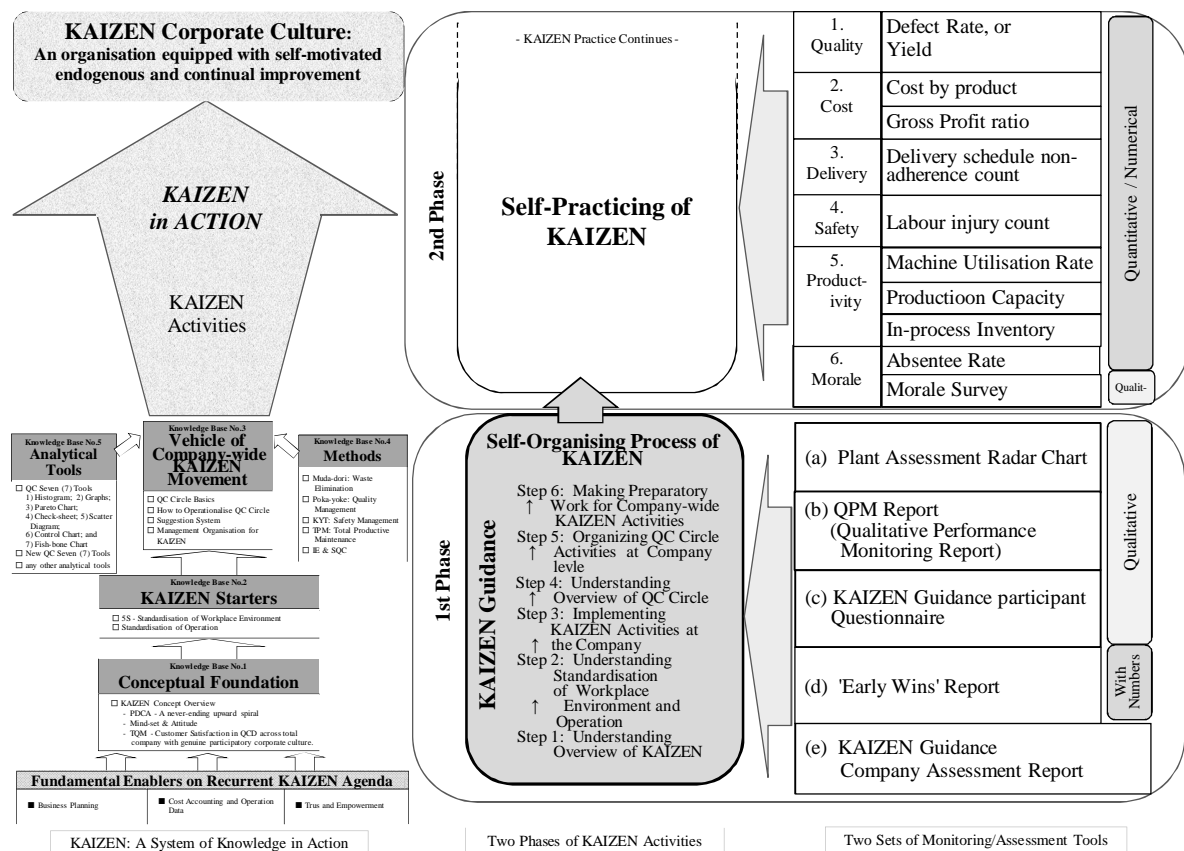 KAIZEN Corporate Culture:
An organisation equipped with self-motivated
endogenous and continual improvement
KAIZEN
in ACTION
KAIZEN
Activities
Knowledge Base No.5
Analytical
Tools
□ QC Seven (7) Tools
1) Histogram; 2) Graphs;
3) Pareto Chart;
4) Check-sheet; 5) Scatter
Diagram;
6) Control Chart; and
7) Fish-bone Chart
□ New QC Seven (7) Tools
□ any other analytical tools
Knowledge Base No.3
Vehicle of
Company-wide
KAIZEN
Movement
□ QC Circle Basics
□ How to Operationalise QC Circle
□ Suggestion System
□ Management Organisation for
KAIZEN
Knowledge Base No.4
Methods
□ Muda-dori: Waste
Elimination
□ Poka-yoke: Quality
Management
□ KYT: Safety Management
□ TPM: Total Productive
Maintenance
□ IE & SQC
Knowledge Base No.2
KAIZEN Starters
□ 5S - Standardisation of Workplace Environment
□ Standardisation of Operation
Knowledge Base No.1
Conceptual Foundation
□ KAIZEN Concept Overview
- PDCA - A never-ending upward spiral
- Mind-set & Attitude
- TQM - Customer Satisfaction in QCD across total
company with genuine participatory corporate culture.
Fundamental Enablers on Recurrent KAIZEN Agenda
■ Business Planning
■ Cost Accounting and Operation
Data
■ Trus and Empowerment
KAIZEN: A System of Knowledge in Action
2nd Phase
- KAIZEN Practice Continues -
Self-Practicing of
KAIZEN
1st Phase
KAIZEN Guidance
Self-Organising Process of
KAIZEN
Step 6: Making Preparatory
↑ Work for Company-wide
KAIZEN Activities
Step 5: Organizing QC Circle
↑ Activities at Company
levle
Step 4: Understanding
↑ Overview of QC Circle
Step 3: Implementing
KAIZEN Activities at
↑ the Company
Step 2: Understanding
Standardisation
of Workplace
↑ Environment and
Operation
Step 1: Understanding
Overview of KAIZEN
Two Phases of KAIZEN Activities
1.
Quality
Defect Rate, or
Yield
2.
Cost
Cost by product
Gross Profit ratio
3.
Delivery
Delivery schedule non-
adherence count
4.
Safety
Labour injury count
5.
Product-
ivity
Machine Utilisation Rate
Productioon Capacity
In-process Inventory
6.
Morale
Absentee Rate
Morale Survey
Quantitative / Numerical
Qualit-
(a) Plant Assessment Radar Chart
(b) QPM Report
(Qualitative Performance
Monitoring Report)
(c) KAIZEN Guidance participant
Questionnaire
(d) 'Early Wins' Report
(e) KAIZEN Guidance
Company Assessment Report
Qualitative
With
Numbers
Two Sets of Monitoring/Assessment Tools